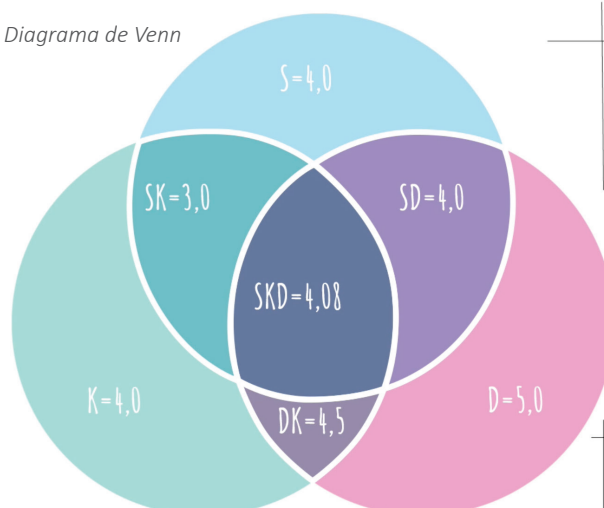 Diagrama de Venn
S=4,0
SK=3,0
SD=4,0
SKD=4,08
K=4,0
DK=4,5
D=5,0